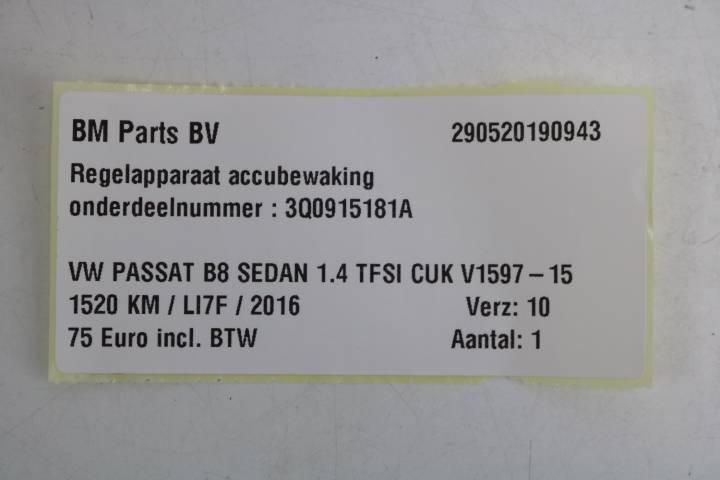 BM Parts BV 290520190943
Regelapparaat accubewaking
onderdeelnummer : 3Q0915181A
VW PASSAT B8 SEDAN 1.4 TFSI CUK V1597-15
1520 KM / LI7F / 2016 Verz: 10
75 Euro incl. BTW Aantal: 1